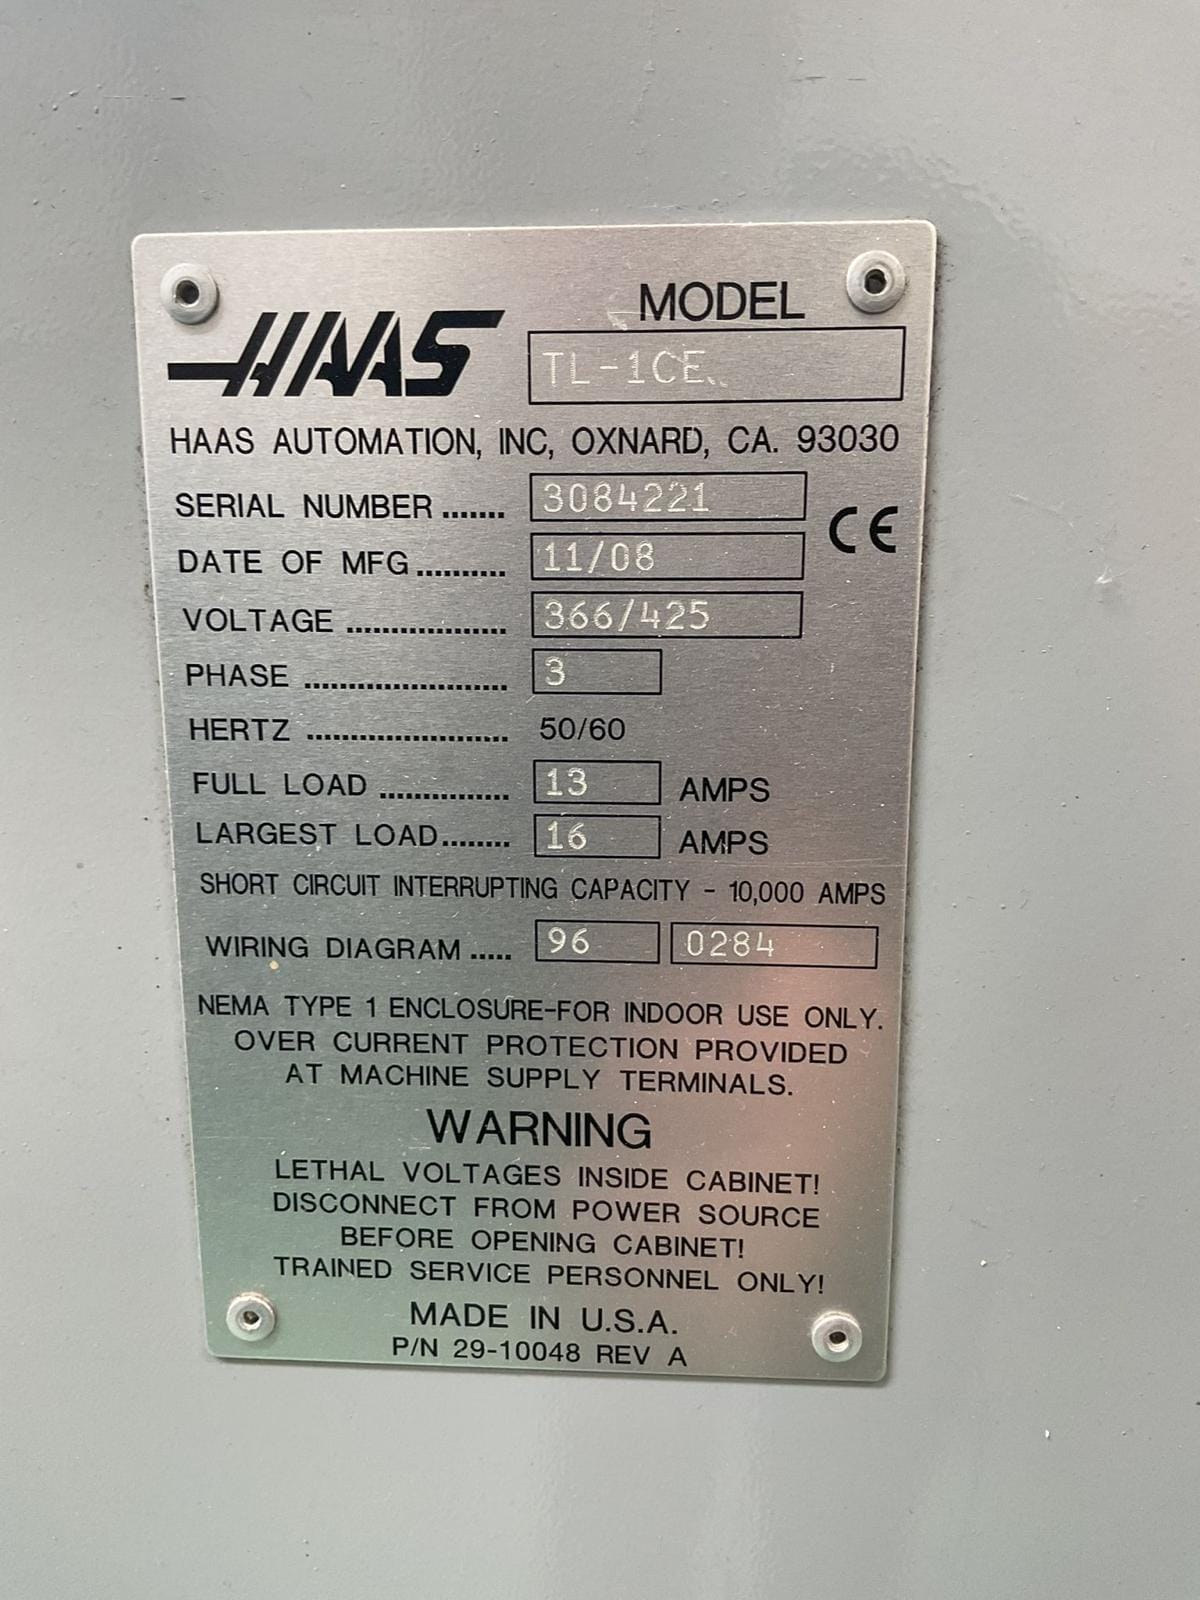 MODEL
HAAS TL-1CE
HAAS AUTOMATION, INC, OXNARD, CA. 93030
SERIAL NUMBER ....... 3084221
CE
DATE OF MFG .......... 11/08
VOLTAGE .................. 366/425
PHASE ....................... 3
HERTZ ....................... 50/60
FULL LOAD ............... 13 AMPS
LARGEST LOAD ........ 16 AMPS
SHORT CIRCUIT INTERRUPTING CAPACITY - 10,000 AMPS
WIRING DIAGRAM ..... 96 0284
NEMA TYPE 1 ENCLOSURE-FOR INDOOR USE ONLY.
OVER CURRENT PROTECTION PROVIDED
AT MACHINE SUPPLY TERMINALS.
WARNING
LETHAL VOLTAGES INSIDE CABINET!
DISCONNECT FROM POWER SOURCE
BEFORE OPENING CABINET!
TRAINED SERVICE PERSONNEL ONLY!
MADE IN U.S.A.
P/N 29-10048 REV A